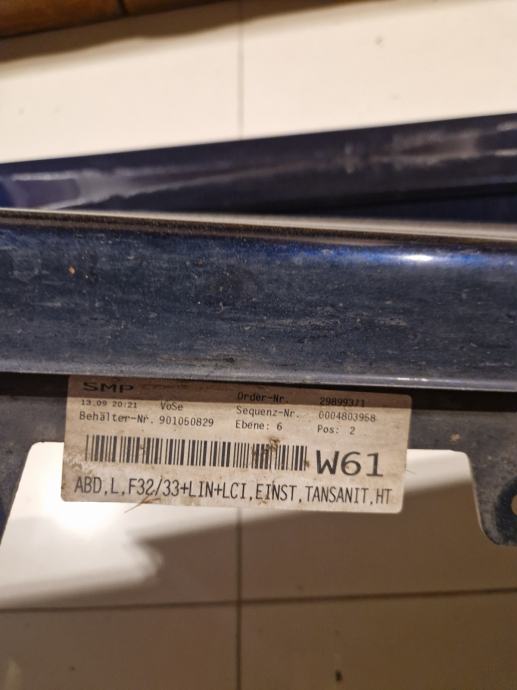 SMP
Order-Nr. 29899371
13.09 20:21 VoSe Sequenz-Nr. 0004803958
Behälter-Nr. 901060829 Ebene: 6 Pos: 2
W61
ABD,L,F32/33+LIN+LCI,EINST,TANSANIT,HT